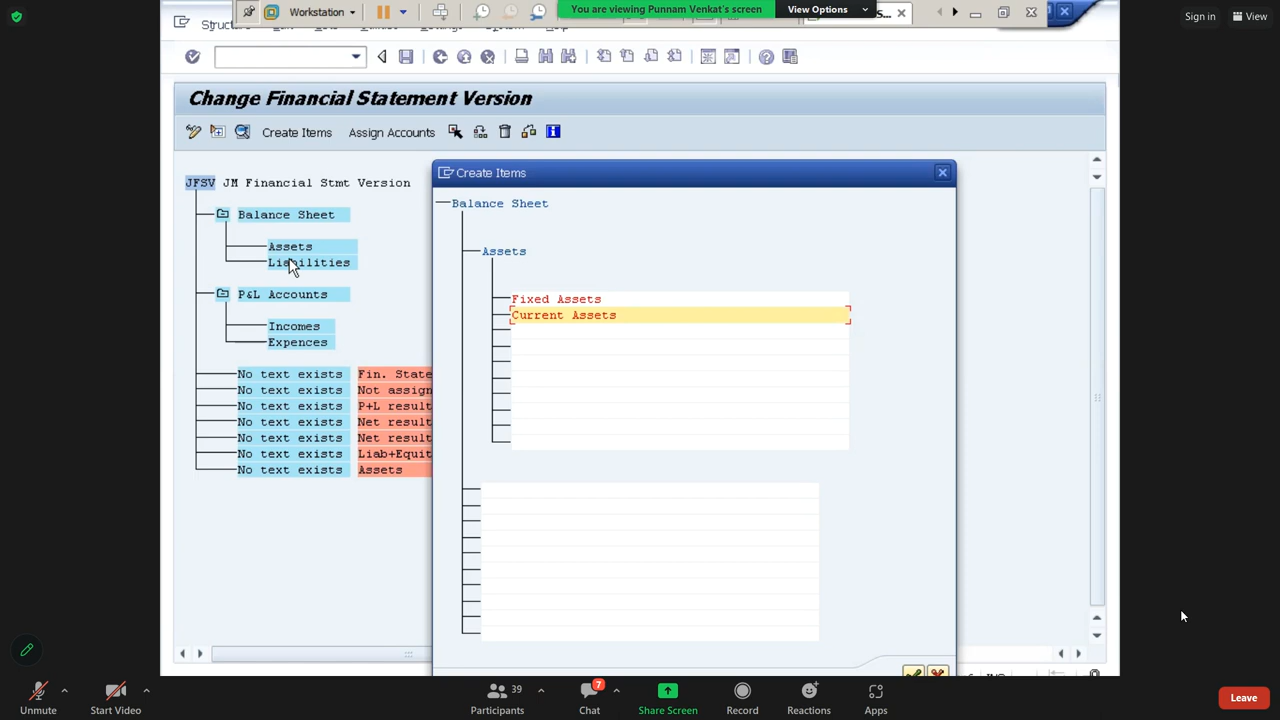 Workstation
You are viewing Punnam Venkat's screen
View Options
Sign in
View
Change Financial Statement Version
Create Items
Assign Accounts
JFSV JM Financial Stmt Version
Balance Sheet
Assets
Liabilities
P&L Accounts
Incomes
Expences
No text exists Fin. State
No text exists Not assign
No text exists P+L result
No text exists Net result
No text exists Net result
No text exists Liab+Equit
No text exists Assets
Create Items
Balance Sheet
Assets
Fixed Assets
Current Assets
7
39
Unmute
Start Video
Participants
Chat
Share Screen
Record
Reactions
Apps
Leave